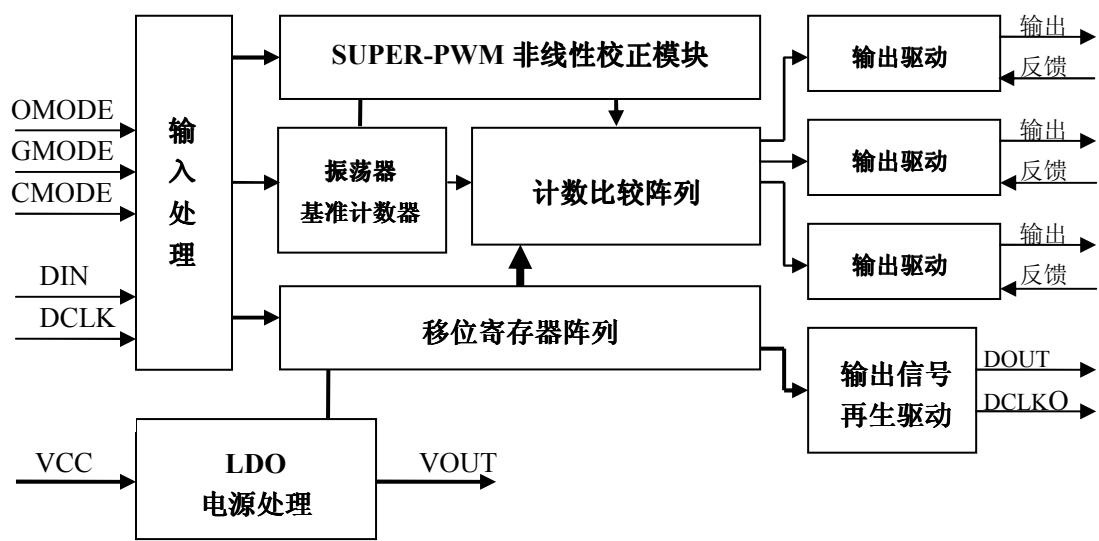 OMODE
GMODE
CMODE
DIN
DCLK
输入处理
SUPER-PWM 非线性校正模块
振荡器
基准计数器
计数比较阵列
移位寄存器阵列
输出驱动
输出
反馈
输出驱动
输出
反馈
输出驱动
输出
反馈
输出信号
再生驱动
DOUT
DCLKO
VCC
LDO
电源处理
VOUT